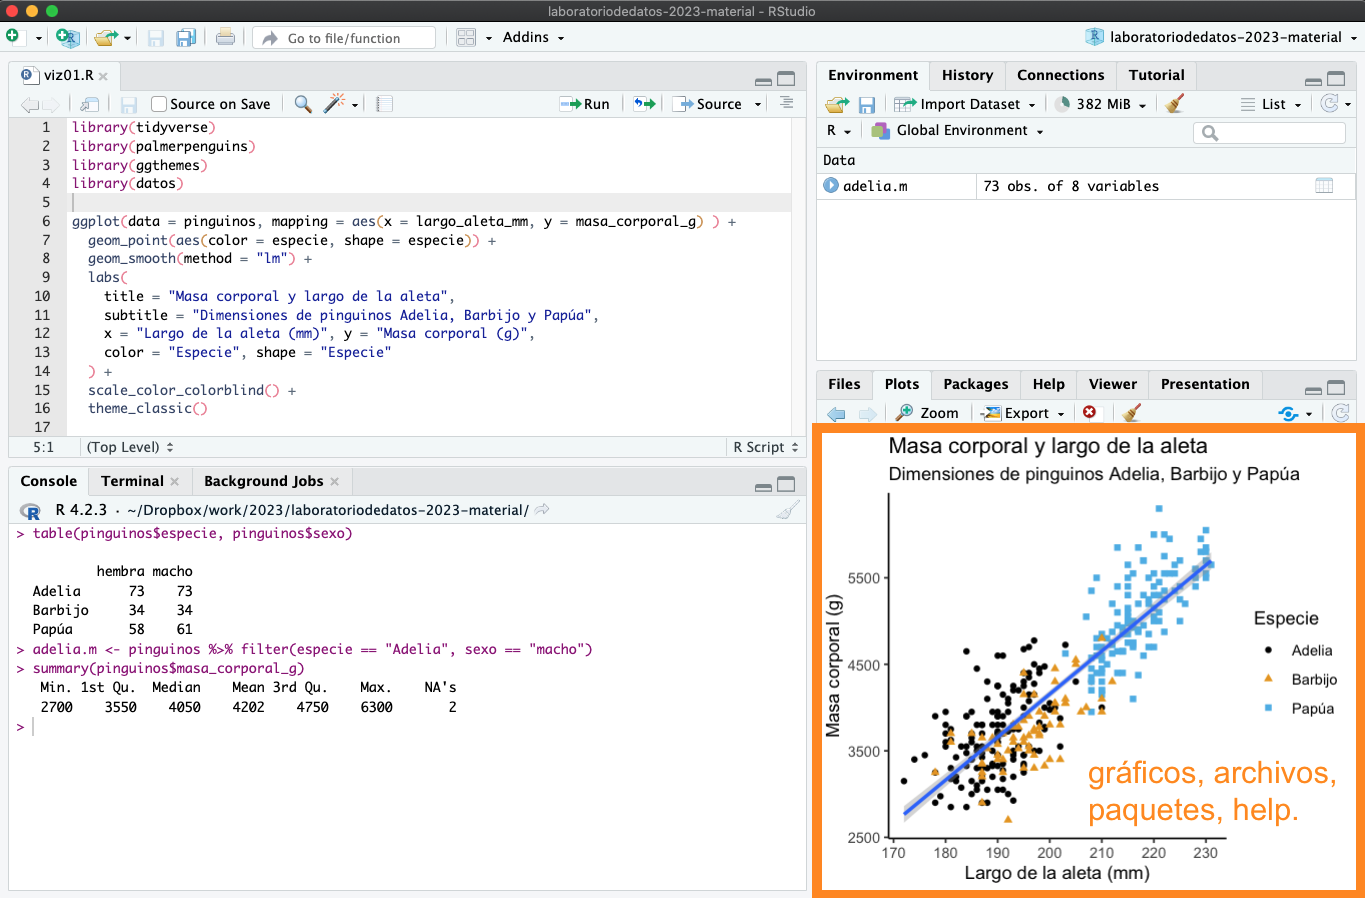 laboratoriodedatos-2023-material - RStudio
Go to file/function
Addins
laboratoriodedatos-2023-material
viz01.R
Source on Save
Run
Source
1 library(tidyverse)
2 library(palmerpenguins)
3 library(ggthemes)
4 library(datos)
5
6 ggplot(data = pinguinos, mapping = aes(x = largo_aleta_mm, y = masa_corporal_g) ) +
7 geom_point(aes(color = especie, shape = especie)) +
8 geom_smooth(method = "lm") +
9 labs(
10 title = "Masa corporal y largo de la aleta",
11 subtitle = "Dimensiones de pinguinos Adelia, Barbijo y Papúa",
12 x = "Largo de la aleta (mm)", y = "Masa corporal (g)",
13 color = "Especie", shape = "Especie"
14 ) +
15 scale_color_colorblind() +
16 theme_classic()
17
5:1 (Top Level) R Script
Console Terminal Background Jobs
R 4.2.3 · ~/Dropbox/work/2023/laboratoriodedatos-2023-material/
> table(pinguinos$especie, pinguinos$sexo)
hembra macho
Adelia 73 73
Barbijo 34 34
Papúa 58 61
> adelia.m <- pinguinos %>% filter(especie == "Adelia", sexo == "macho")
> summary(pinguinos$masa_corporal_g)
Min. 1st Qu. Median Mean 3rd Qu. Max. NA's
2700 3550 4050 4202 4750 6300 2
>
Environment History Connections Tutorial
Import Dataset 382 MiB List
R Global Environment
Data
adelia.m 73 obs. of 8 variables
Files Plots Packages Help Viewer Presentation
Zoom Export
Masa corporal y largo de la aleta
Dimensiones de pinguinos Adelia, Barbijo y Papúa
Masa corporal (g)
5500
4500
3500
2500
170 180 190 200 210 220 230
Largo de la aleta (mm)
Especie
Adelia
Barbijo
Papúa
gráficos, archivos,
paquetes, help.